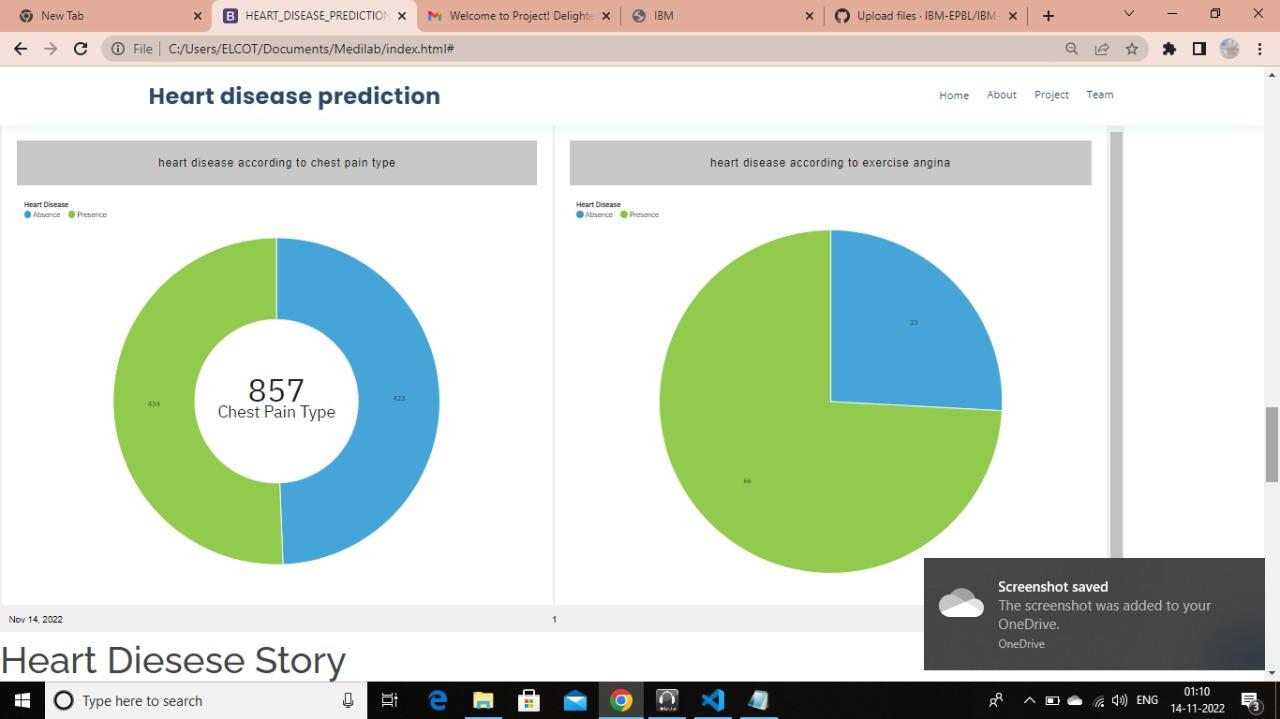 New Tab
HEART_DISEASE_PREDICTION
Welcome to Project! Delighte
IBM
Upload files · IBM-EPBL/IBM-
File
C:/Users/ELCOT/Documents/Medilab/index.html#
Heart disease prediction
Home
About
Project
Team
heart disease according to chest pain type
Heart Disease
Absence Presence
434
857
Chest Pain Type
423
heart disease according to exercise angina
Heart Disease
Absence Presence
23
66
Nov 14, 2022
1
Screenshot saved
The screenshot was added to your
OneDrive.
OneDrive
Heart Diesese Story
Type here to search
ENG
01:10
14-11-2022
3